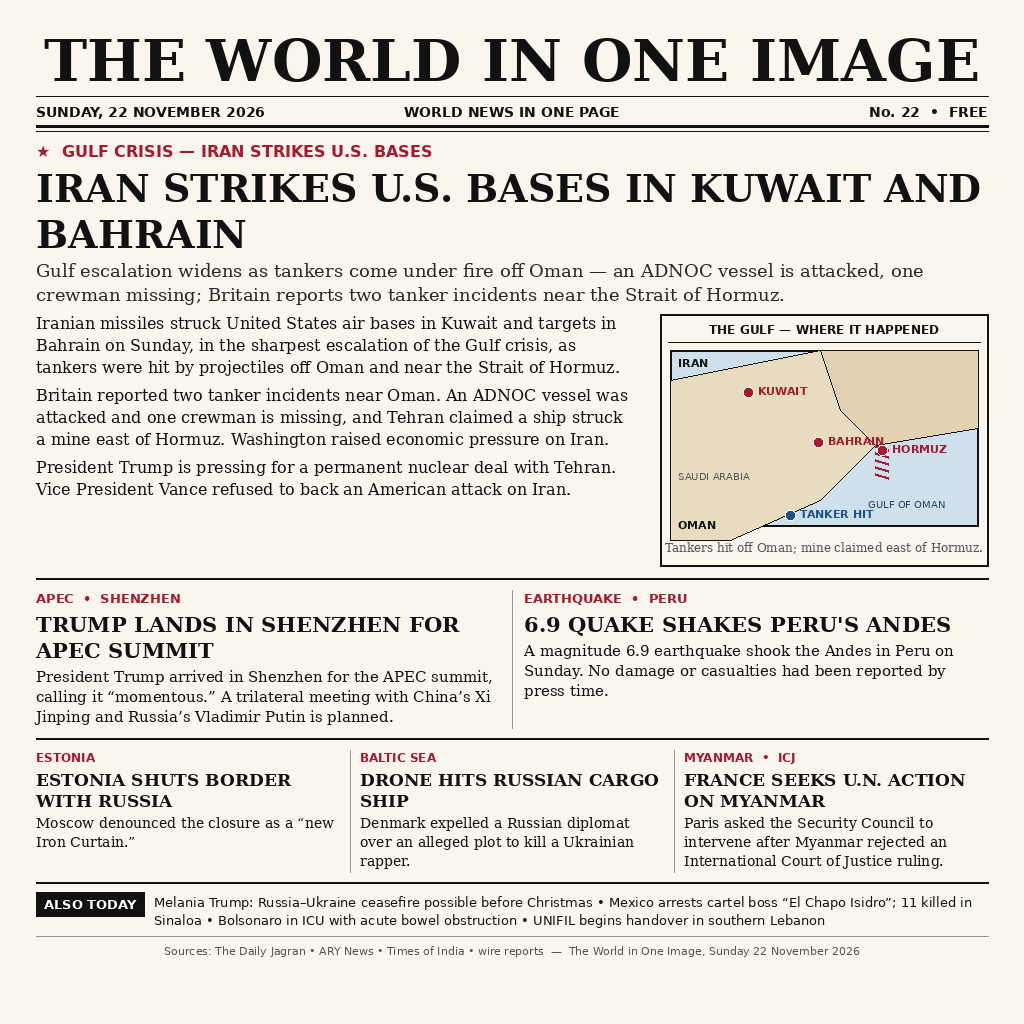 THE WORLD IN ONE IMAGE
SUNDAY, 22 NOVEMBER 2026 WORLD NEWS IN ONE PAGE No. 22 • FREE
★ GULF CRISIS — IRAN STRIKES U.S. BASES
IRAN STRIKES U.S. BASES IN KUWAIT AND
BAHRAIN
Gulf escalation widens as tankers come under fire off Oman — an ADNOC vessel is attacked, one
crewman missing; Britain reports two tanker incidents near the Strait of Hormuz.
Iranian missiles struck United States air bases in Kuwait and targets in
Bahrain on Sunday, in the sharpest escalation of the Gulf crisis, as
tankers were hit by projectiles off Oman and near the Strait of Hormuz.
Britain reported two tanker incidents near Oman. An ADNOC vessel was
attacked and one crewman is missing, and Tehran claimed a ship struck
a mine east of Hormuz. Washington raised economic pressure on Iran.
President Trump is pressing for a permanent nuclear deal with Tehran.
Vice President Vance refused to back an American attack on Iran.
THE GULF — WHERE IT HAPPENED
IRAN
KUWAIT
BAHRAIN
HORMUZ
SAUDI ARABIA
GULF OF OMAN
TANKER HIT
OMAN
Tankers hit off Oman; mine claimed east of Hormuz.
APEC • SHENZHEN
TRUMP LANDS IN SHENZHEN FOR
APEC SUMMIT
President Trump arrived in Shenzhen for the APEC summit,
calling it “momentous.” A trilateral meeting with China’s Xi
Jinping and Russia’s Vladimir Putin is planned.
EARTHQUAKE • PERU
6.9 QUAKE SHAKES PERU'S ANDES
A magnitude 6.9 earthquake shook the Andes in Peru on
Sunday. No damage or casualties had been reported by
press time.
ESTONIA
ESTONIA SHUTS BORDER
WITH RUSSIA
Moscow denounced the closure as a “new
Iron Curtain.”
BALTIC SEA
DRONE HITS RUSSIAN CARGO
SHIP
Denmark expelled a Russian diplomat
over an alleged plot to kill a Ukrainian
rapper.
MYANMAR • ICJ
FRANCE SEEKS U.N. ACTION
ON MYANMAR
Paris asked the Security Council to
intervene after Myanmar rejected an
International Court of Justice ruling.
ALSO TODAY
Melania Trump: Russia–Ukraine ceasefire possible before Christmas • Mexico arrests cartel boss “El Chapo Isidro”; 11 killed in
Sinaloa • Bolsonaro in ICU with acute bowel obstruction • UNIFIL begins handover in southern Lebanon
Sources: The Daily Jagran • ARY News • Times of India • wire reports — The World in One Image, Sunday 22 November 2026